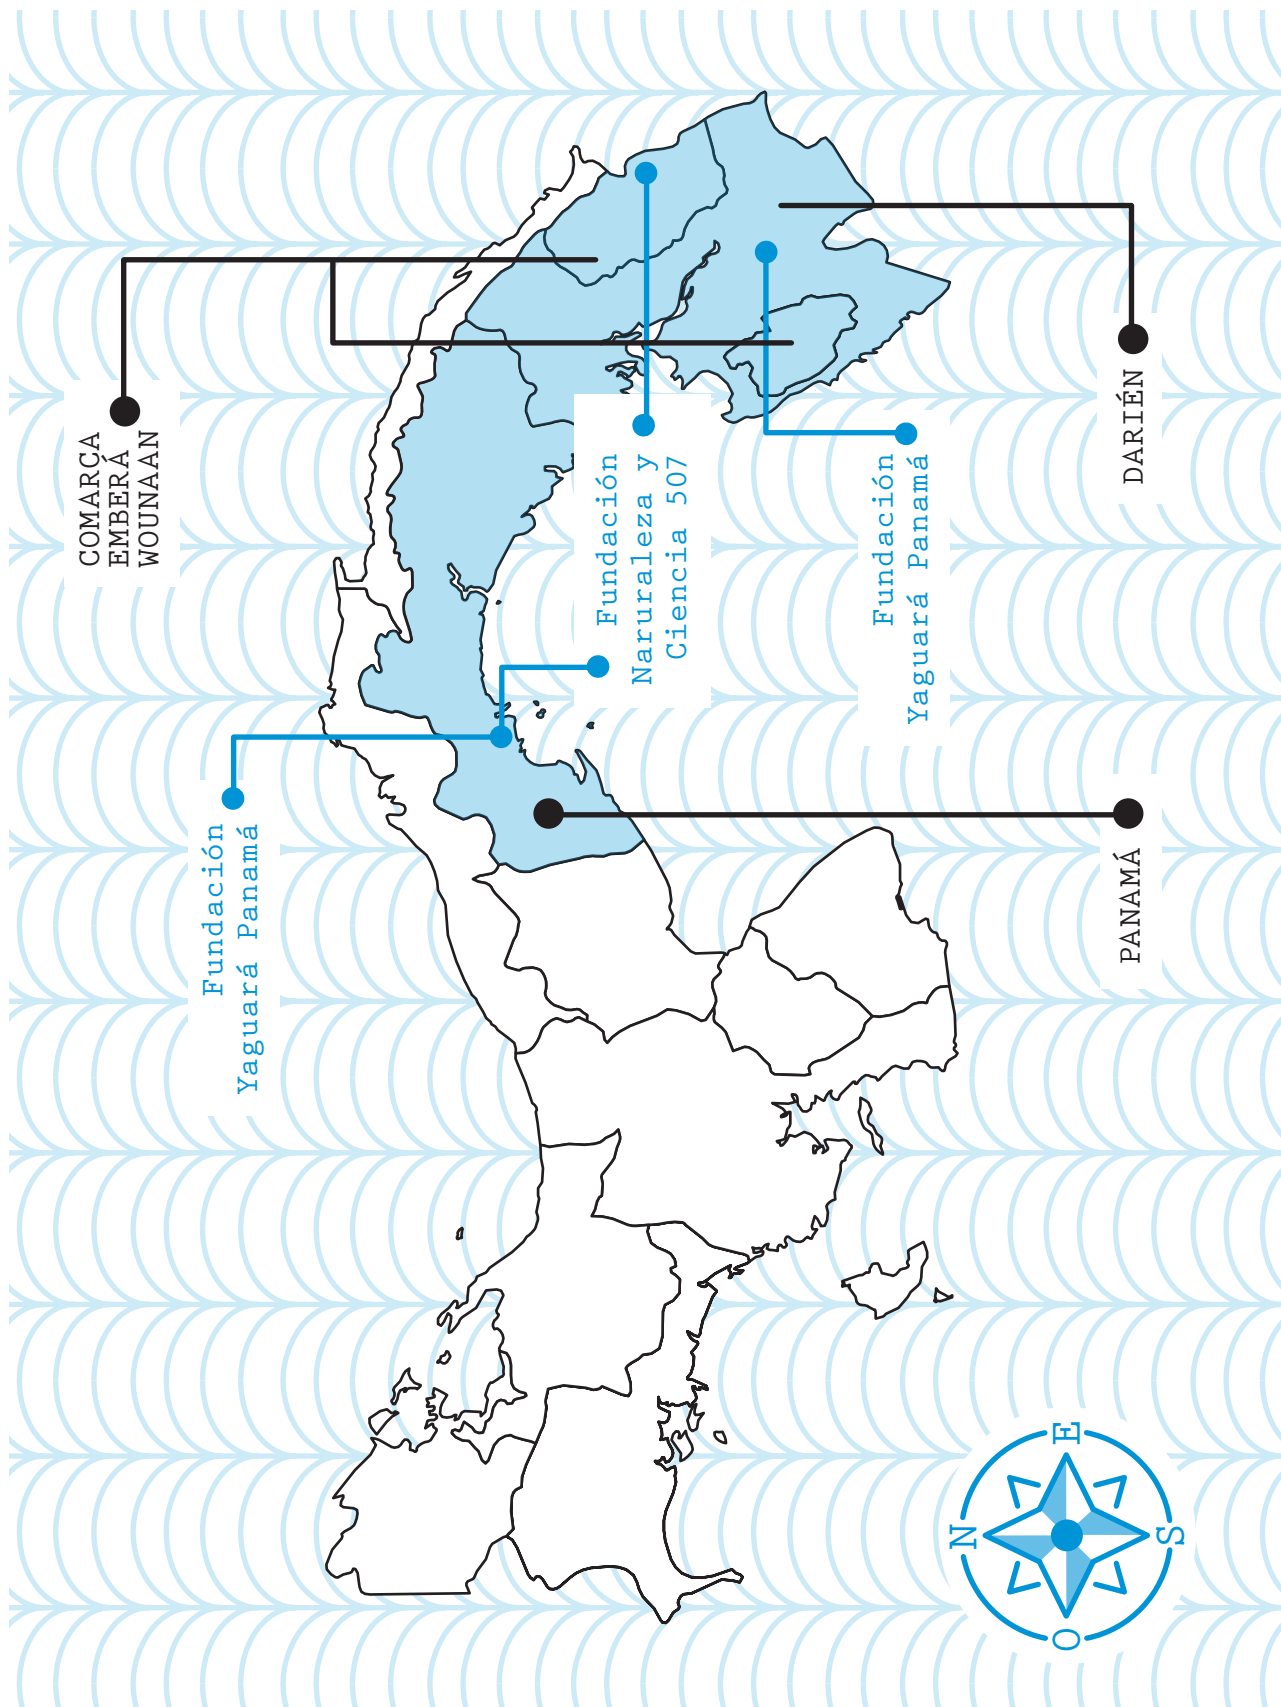 COMARCA
EMBERÁ
WOUNAAN
Fundación
Yaguará Panamá
Fundación
Naruraleza y
Ciencia 507
Fundación
Yaguará Panamá
DARIÉN
PANAMÁ
N
E
S
O